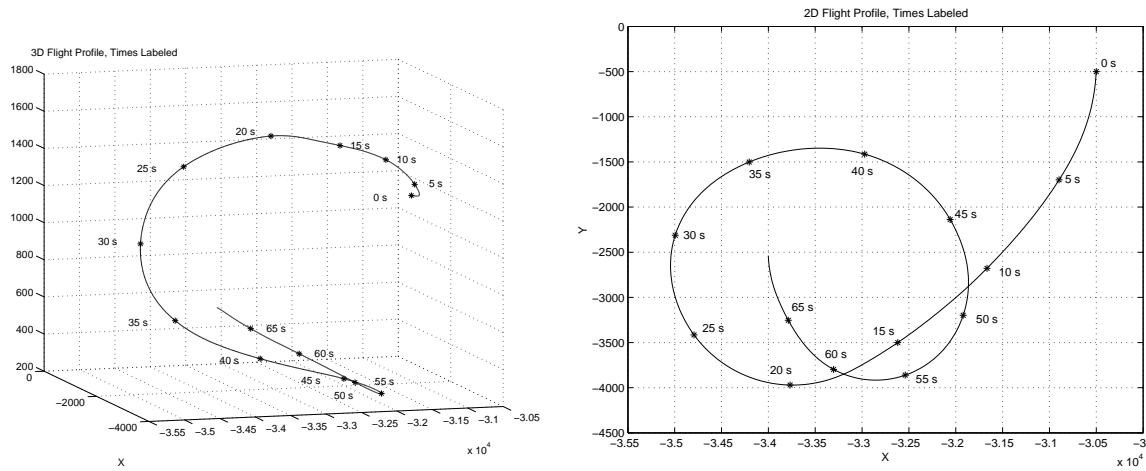 3D Flight Profile, Times Labeled
1800
1600
1400
1200
1000
800
600
400
200
0
−2000
−4000
−3.55
−3.5
−3.45
−3.4
−3.35
−3.3
−3.25
−3.2
−3.15
−3.1
−3.05
x 10⁴
X
0 s
5 s
10 s
15 s
20 s
25 s
30 s
35 s
40 s
45 s
50 s
55 s
60 s
65 s
2D Flight Profile, Times Labeled
0
−500
−1000
−1500
−2000
−2500
−3000
−3500
−4000
−4500
Y
−3.55
−3.5
−3.45
−3.4
−3.35
−3.3
−3.25
−3.2
−3.15
−3.1
−3.05
−3
x 10⁴
X
0 s
5 s
10 s
15 s
20 s
25 s
30 s
35 s
40 s
45 s
50 s
55 s
60 s
65 s